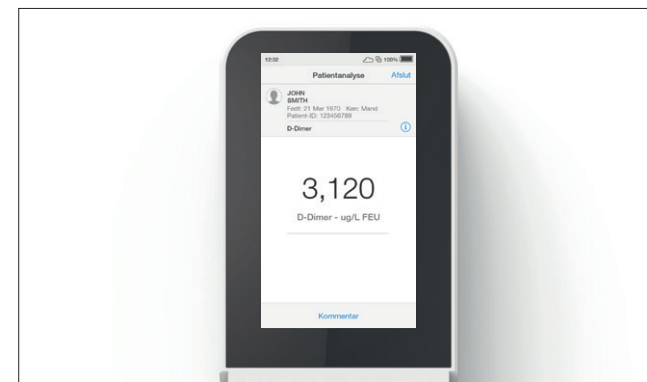 12:32 100%
Patientanalyse Afslut
JOHN
SMITH
Født: 21 Mar 1970 Køn: Mand
Patient-ID: 123456789
D-Dimer
3,120
D-Dimer - ug/L FEU
Kommentar